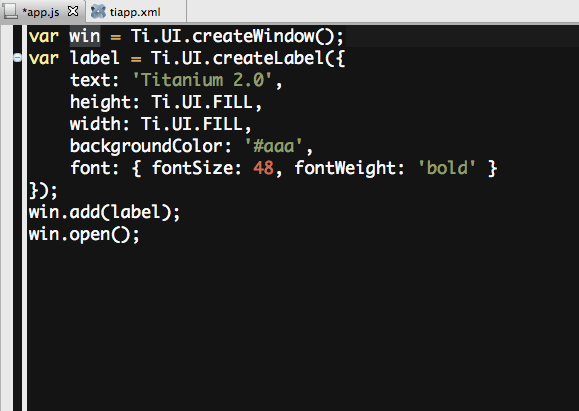 *app.js tiapp.xml
var win = Ti.UI.createWindow();
var label = Ti.UI.createLabel({
    text: 'Titanium 2.0',
    height: Ti.UI.FILL,
    width: Ti.UI.FILL,
    backgroundColor: '#aaa',
    font: { fontSize: 48, fontWeight: 'bold' }
});
win.add(label);
win.open();